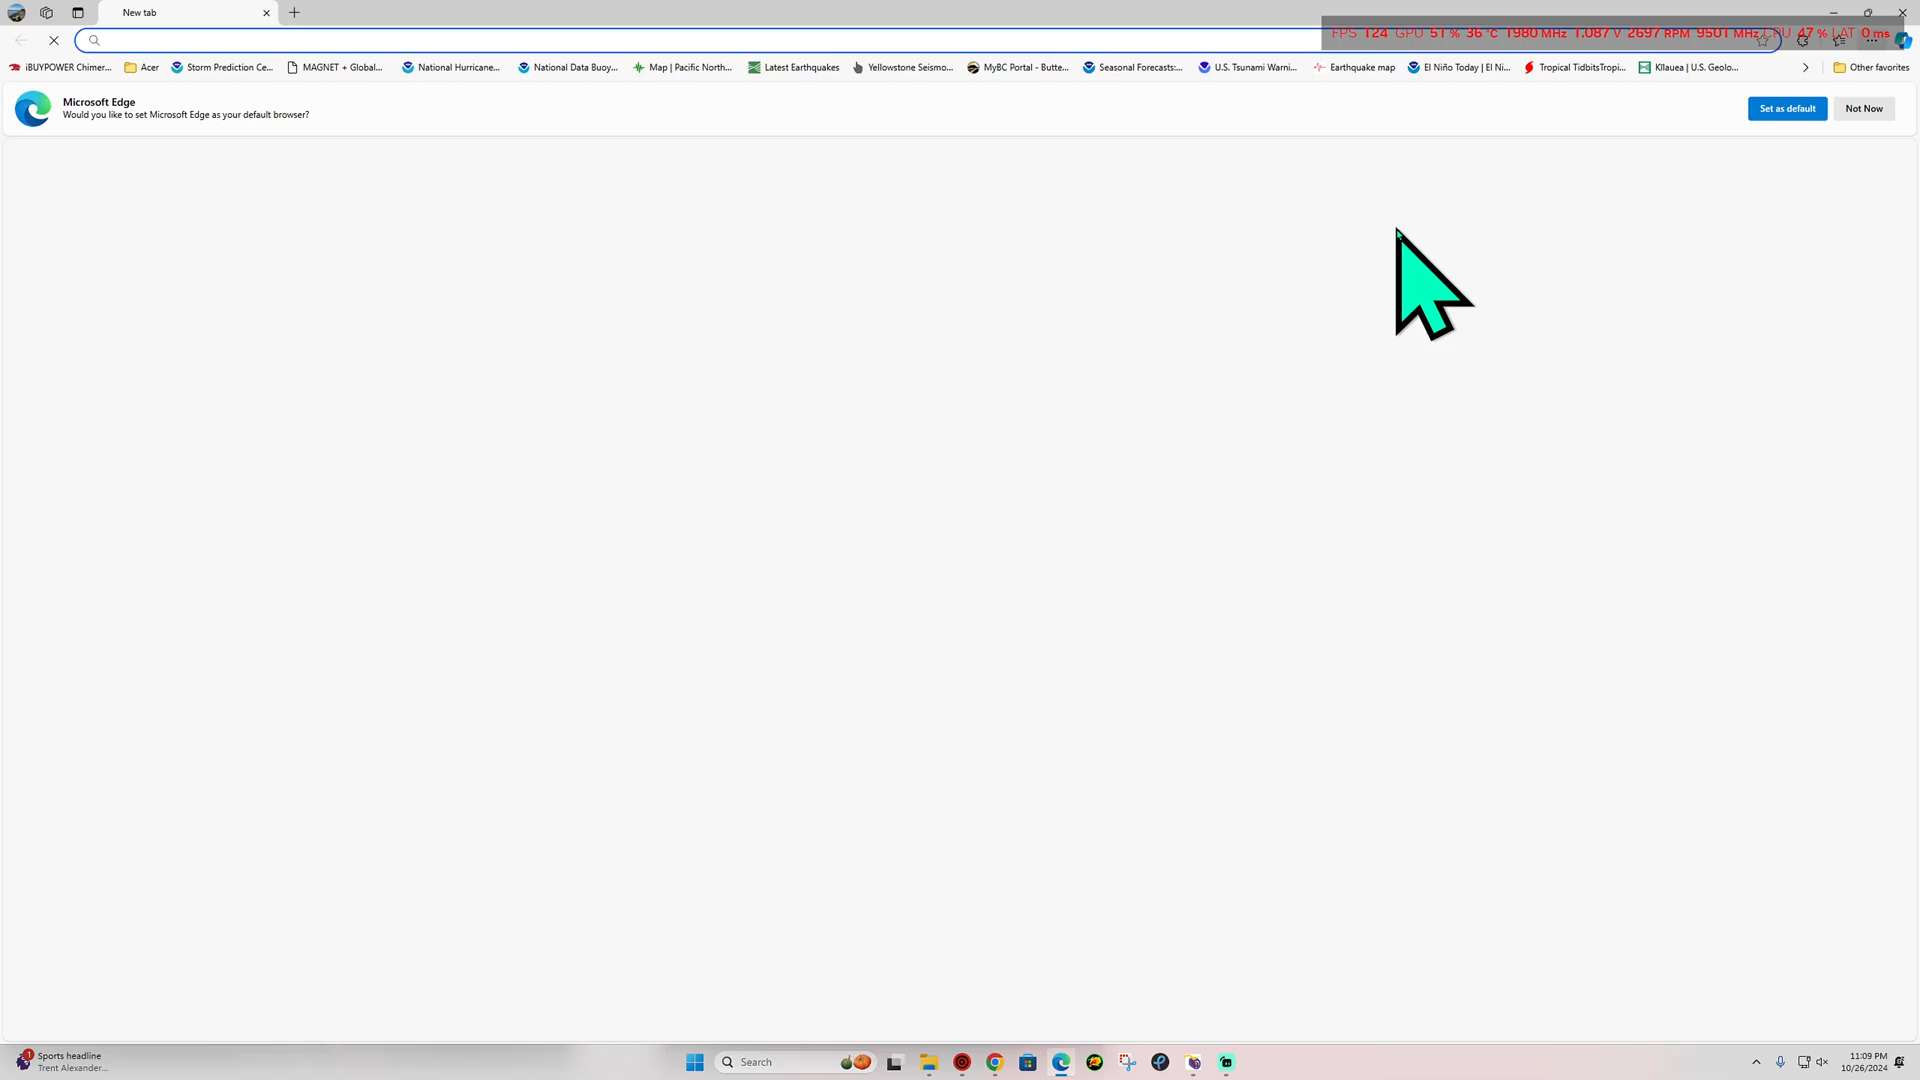 New tab
FPS 124 GPU 51 % 36 °C 1980 MHz 1.087 V 2697 RPM 9501 MHz CPU 47 % LAT 0 ms
iBUYPOWER Chimer... Acer Storm Prediction Ce... MAGNET + Global... National Hurricane... National Data Buoy... Map | Pacific North... Latest Earthquakes Yellowstone Seismo... MyBC Portal - Butte... Seasonal Forecasts:... U.S. Tsunami Warni... Earthquake map El Niño Today | El Ni... Tropical TidbitsTropi... Kīlauea | U.S. Geolo... Other favorites
Microsoft Edge
Would you like to set Microsoft Edge as your default browser?
Set as default Not Now
1 Sports headline
Trent Alexander...
Search
11:09 PM
10/26/2024